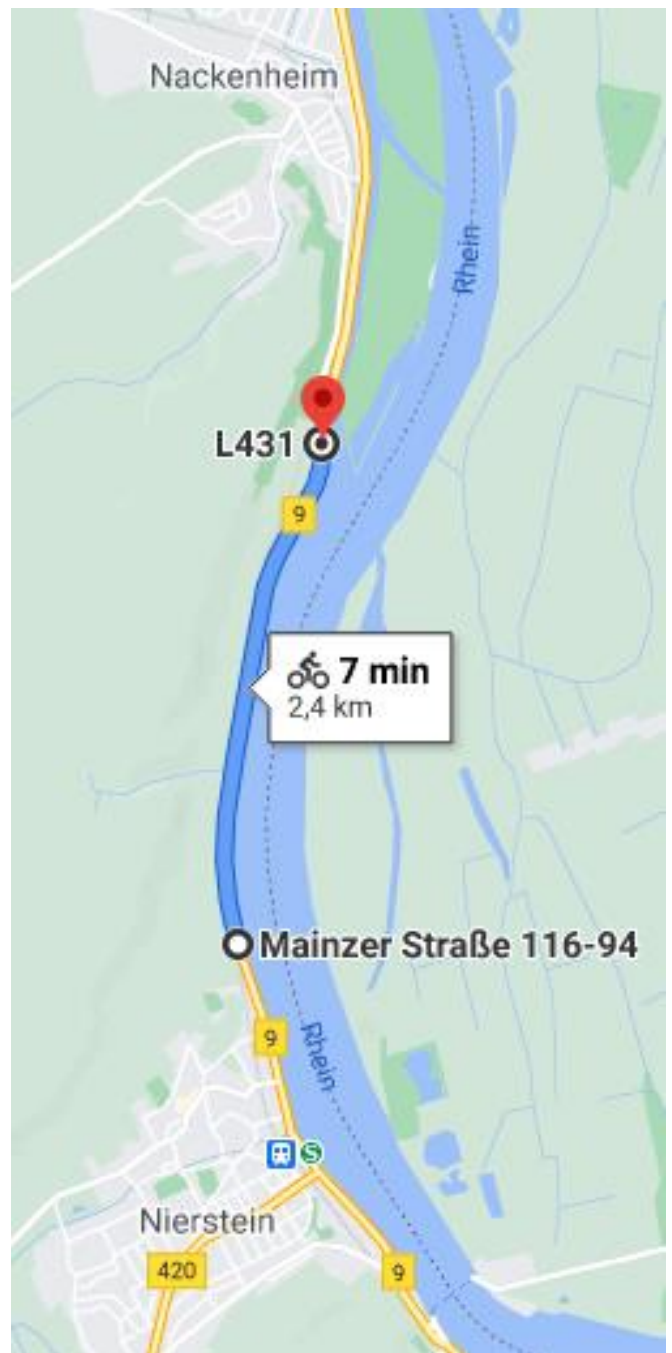 Nackenheim
Rhein
L431
9
7 min
2,4 km
Mainzer Straße 116-94
9
Rhein
S
Nierstein
420
9